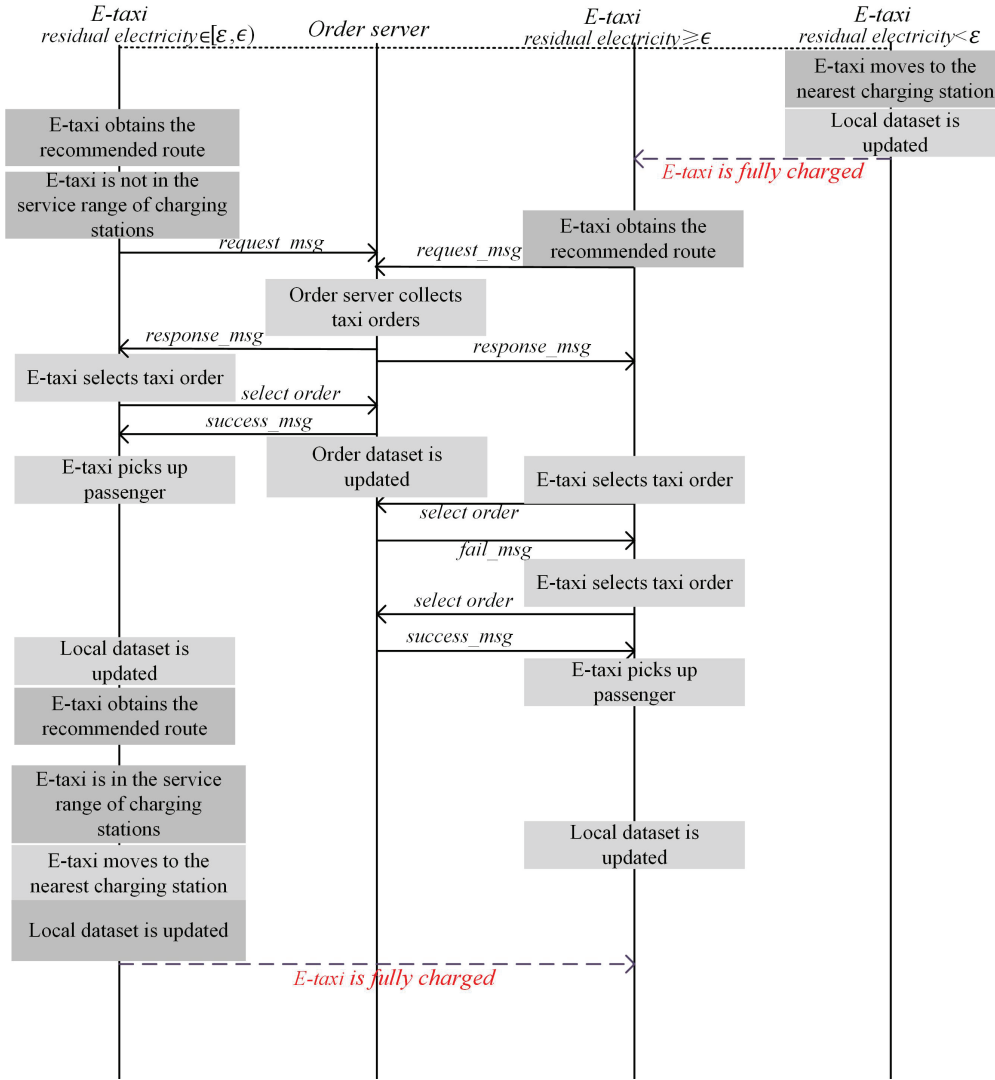 E-taxi
residual electricity∈[ε,ϵ)
Order server
E-taxi
residual electricity≥ϵ
E-taxi
residual electricity<ε
E-taxi moves to the
nearest charging station
Local dataset is
updated
E-taxi is fully charged
E-taxi obtains the
recommended route
E-taxi is not in the
service range of charging
stations
request_msg
E-taxi obtains the
recommended route
request_msg
Order server collects
taxi orders
response_msg
response_msg
E-taxi selects taxi order
select order
success_msg
Order dataset is
updated
E-taxi picks up
passenger
E-taxi selects taxi order
select order
fail_msg
E-taxi selects taxi order
select order
success_msg
Local dataset is
updated
E-taxi picks up
passenger
E-taxi obtains the
recommended route
E-taxi is in the service
range of charging
stations
Local dataset is
updated
E-taxi moves to the
nearest charging station
Local dataset is updated
E-taxi is fully charged